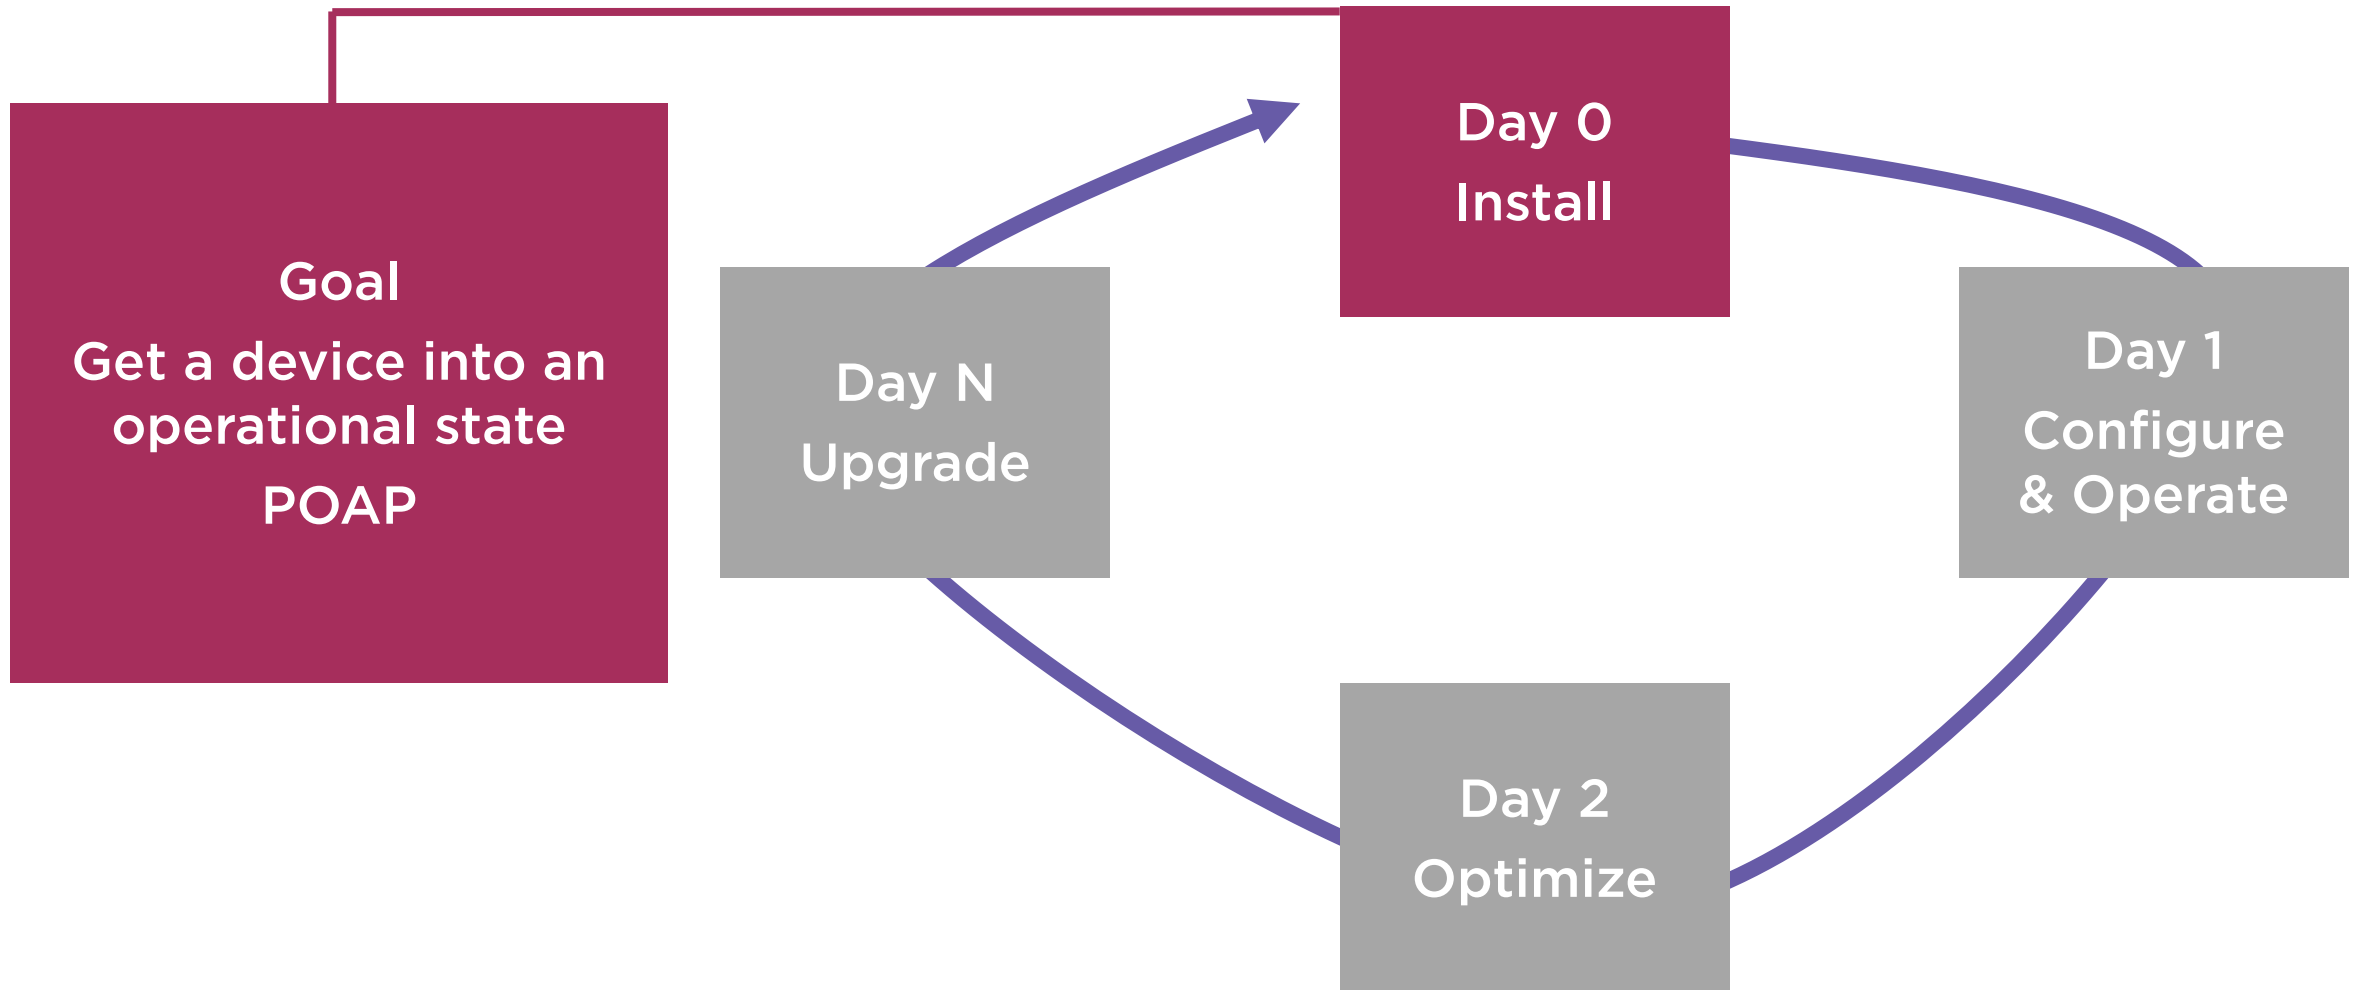 Goal
Get a device into an
operational state
POAP
Day 0
Install
Day 1
Configure
& Operate
Day 2
Optimize
Day N
Upgrade